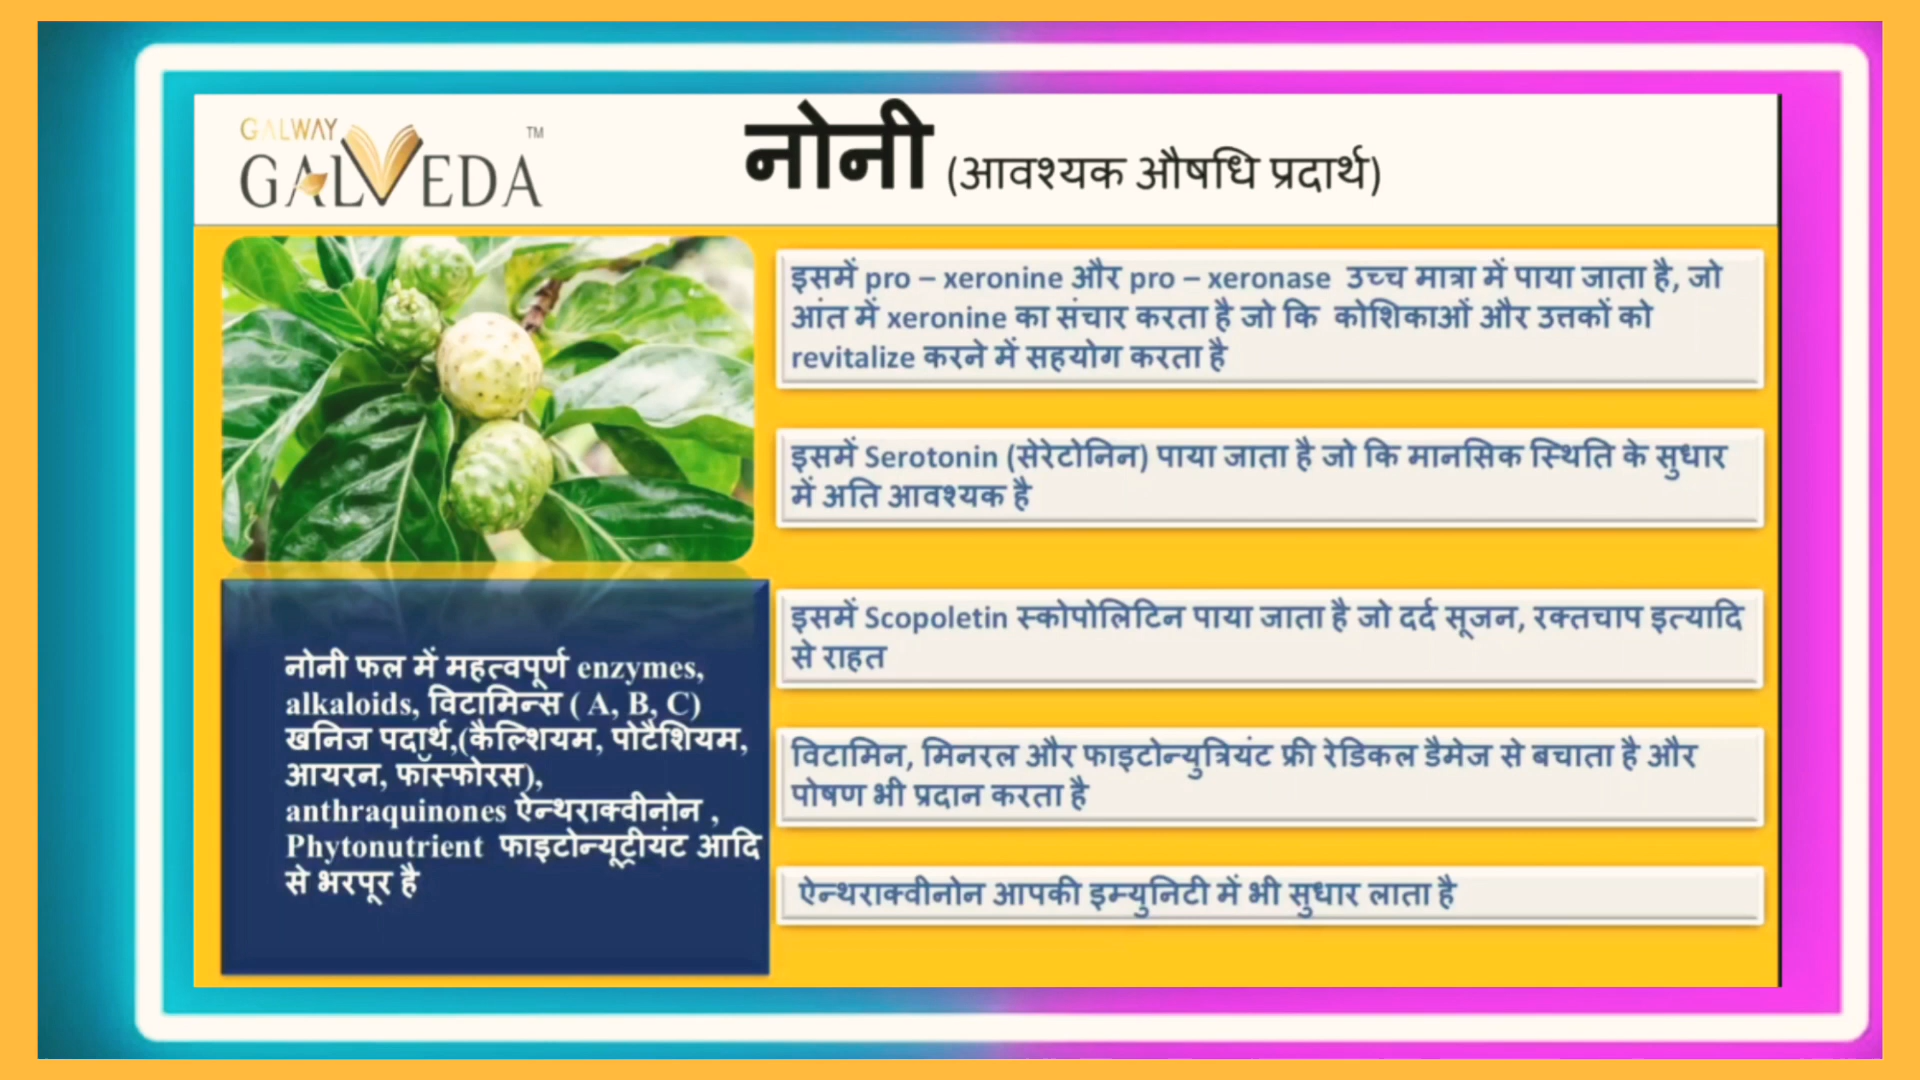 GALWAY
GALVEDA TM
नोनी (आवश्यक औषधि प्रदार्थ)
इसमें pro – xeronine और pro – xeronase उच्च मात्रा में पाया जाता है, जो
आंत में xeronine का संचार करता है जो कि कोशिकाओं और उत्तकों को
revitalize करने में सहयोग करता है
इसमें Serotonin (सेरेटोनिन) पाया जाता है जो कि मानसिक स्थिति के सुधार
में अति आवश्यक है
इसमें Scopoletin स्कोपोलिटिन पाया जाता है जो दर्द सूजन, रक्तचाप इत्यादि
से राहत
विटामिन, मिनरल और फाइटोन्युत्रियंट फ्री रेडिकल डैमेज से बचाता है और
पोषण भी प्रदान करता है
ऐन्थराक्वीनोन आपकी इम्युनिटी में भी सुधार लाता है
नोनी फल में महत्वपूर्ण enzymes,
alkaloids, विटामिन्स ( A, B, C)
खनिज पदार्थ,(कैल्शियम, पोटैशियम,
आयरन, फॉस्फोरस),
anthraquinones ऐन्थराक्वीनोन ,
Phytonutrient फाइटोन्यूट्रीयंट आदि
से भरपूर है